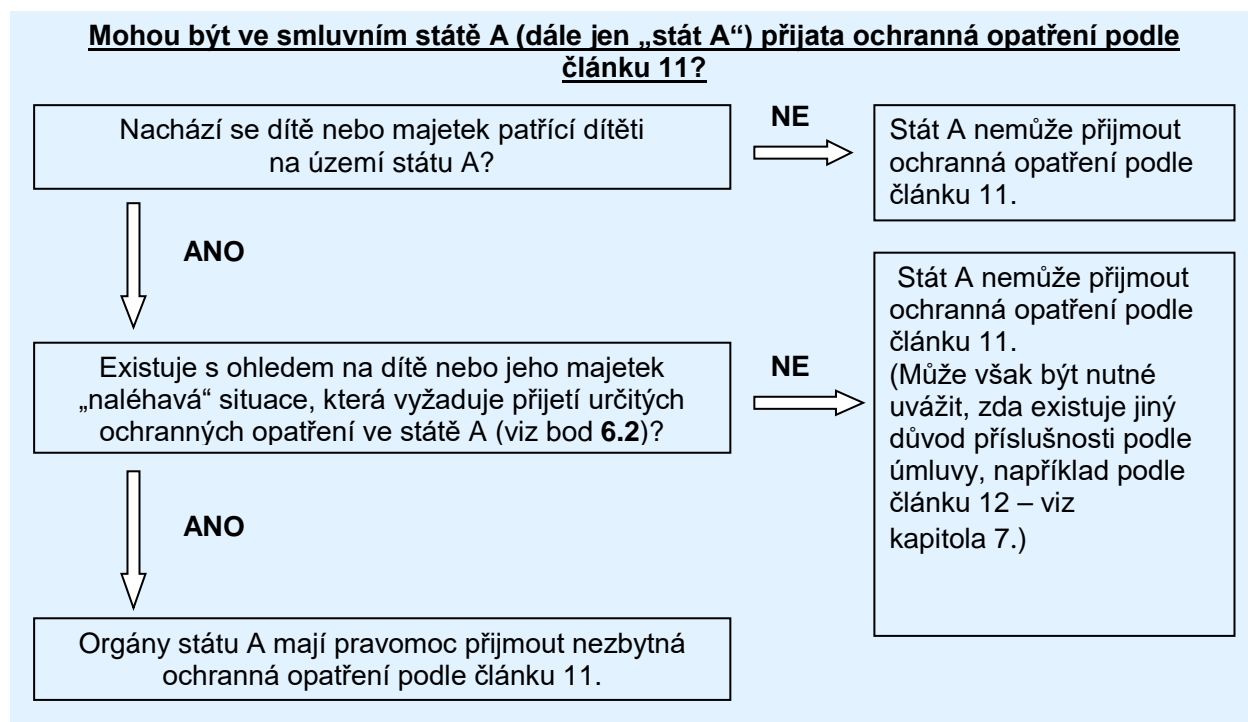 Mohou být ve smluvním státě A (dále jen „stát A“) přijata ochranná opatření podle
článku 11?
Nachází se dítě nebo majetek patřící dítěti
na území státu A?
NE
Stát A nemůže přijmout
ochranná opatření podle
článku 11.
ANO
Existuje s ohledem na dítě nebo jeho majetek
„naléhavá“ situace, která vyžaduje přijetí určitých
ochranných opatření ve státě A (viz bod 6.2)?
NE
Stát A nemůže přijmout
ochranná opatření podle
článku 11.
(Může však být nutné
uvážit, zda existuje jiný
důvod příslušnosti podle
úmluvy, například podle
článku 12 – viz
kapitola 7.)
ANO
Orgány státu A mají pravomoc přijmout nezbytná
ochranná opatření podle článku 11.